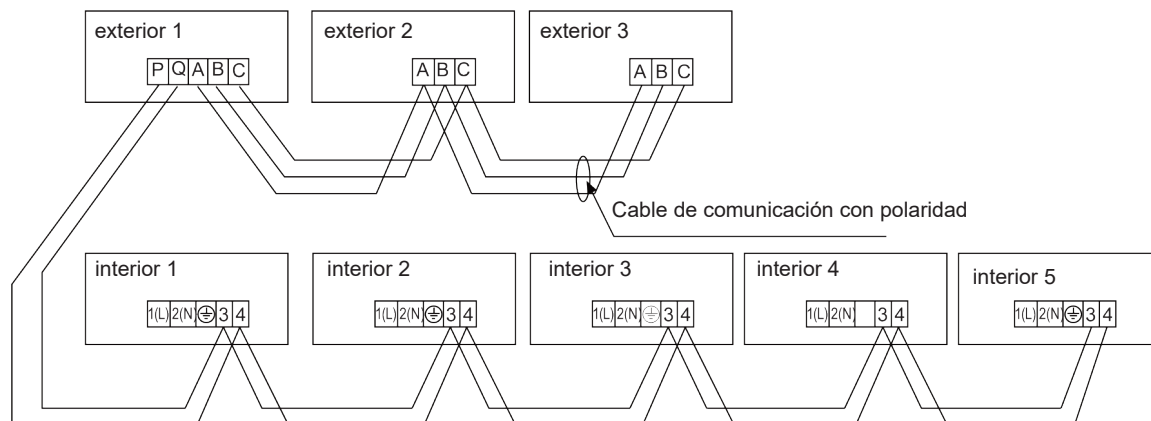 exterior 1
exterior 2
exterior 3
P Q A B C
A B C
A B C
Cable de comunicación con polaridad
interior 1
interior 2
interior 3
interior 4
interior 5
1(L) 2(N) 3 4
1(L) 2(N) 3 4
1(L) 2(N) 3 4
1(L) 2(N) 3 4
1(L) 2(N) 3 4